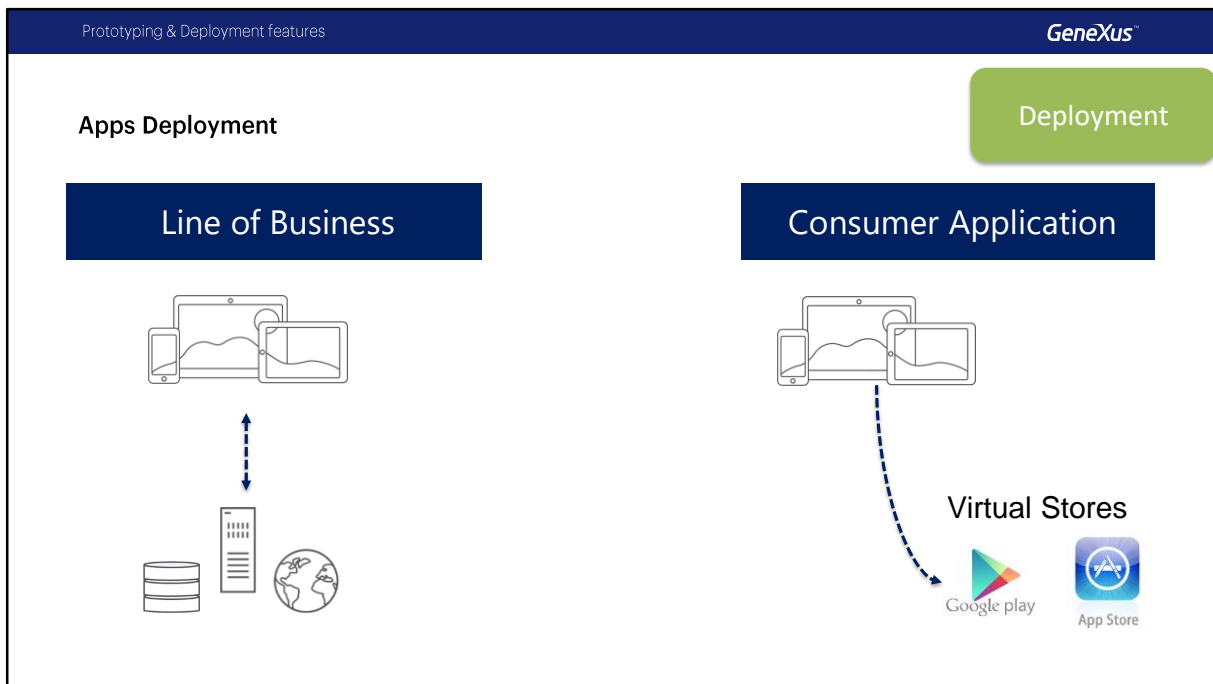 Prototyping & Deployment features
GeneXus™
Deployment
Apps Deployment
Line of Business
Consumer Application
Virtual Stores
Google play
App Store